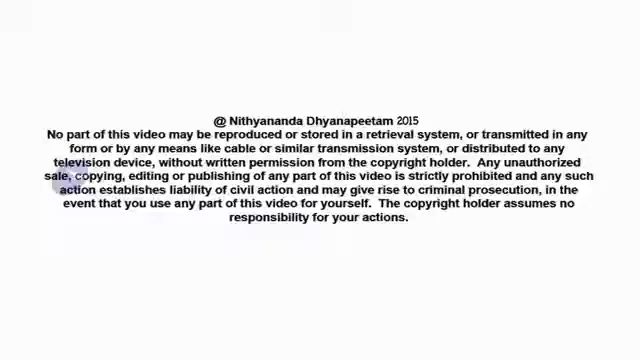 @ Nithyananda Dhyanapeetam 2015
No part of this video may be reproduced or stored in a retrieval system, or transmitted in any
form or by any means like cable or similar transmission system, or distributed to any
television device, without written permission from the copyright holder. Any unauthorized
sale, copying, editing or publishing of any part of this video is strictly prohibited and any such
action establishes liability of civil action and may give rise to criminal prosecution, in the
event that you use any part of this video for yourself. The copyright holder assumes no
responsibility for your actions.